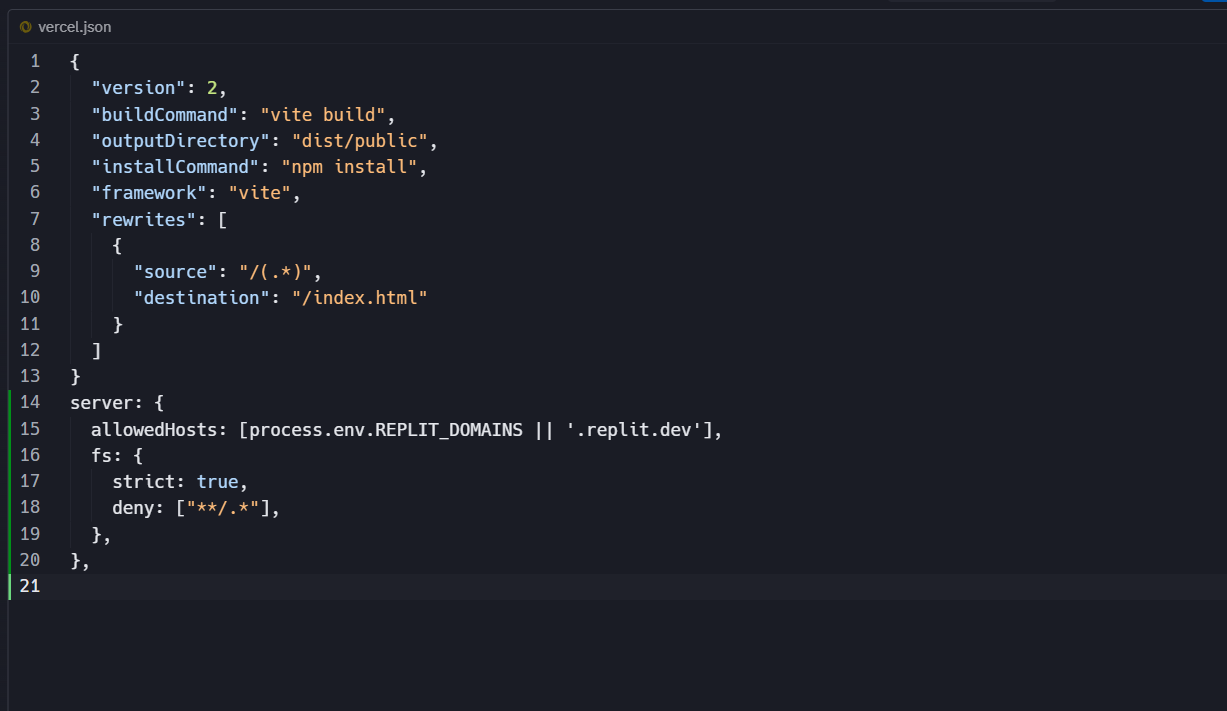 vercel.json
1 {
2   "version": 2,
3   "buildCommand": "vite build",
4   "outputDirectory": "dist/public",
5   "installCommand": "npm install",
6   "framework": "vite",
7   "rewrites": [
8     {
9       "source": "/(.*)",
10       "destination": "/index.html"
11     }
12   ]
13 }
14 server: {
15   allowedHosts: [process.env.REPLIT_DOMAINS || '.replit.dev'],
16   fs: {
17     strict: true,
18     deny: ["**/.*"],
19   },
20 },
21